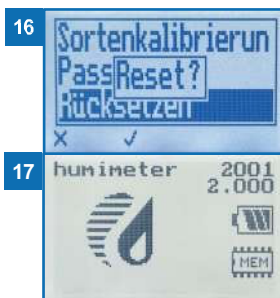 16
Sortenkalibrierun
Pass
Reset?
Rücksetzen
17
humimeter 2001
2.000
MEM